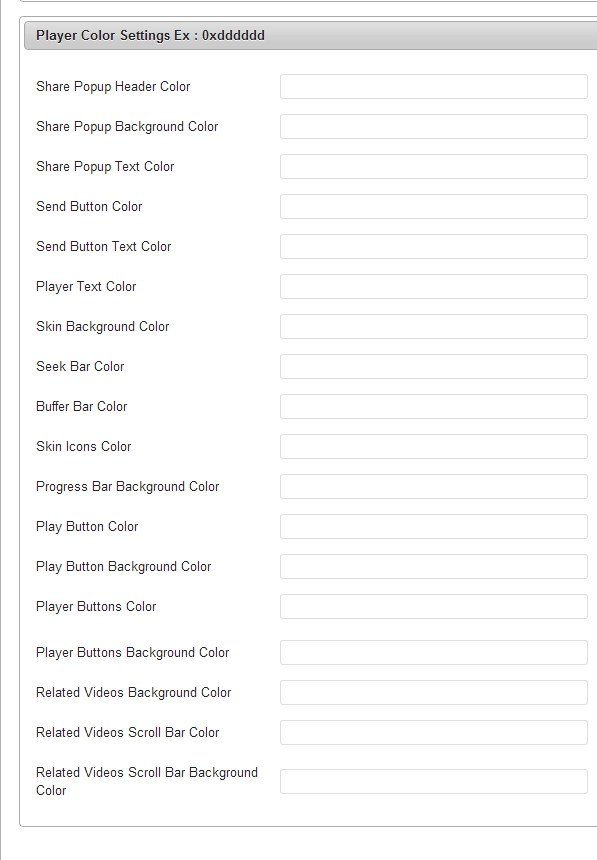 Player Color Settings Ex : 0xdddddd
Share Popup Header Color
Share Popup Background Color
Share Popup Text Color
Send Button Color
Send Button Text Color
Player Text Color
Skin Background Color
Seek Bar Color
Buffer Bar Color
Skin Icons Color
Progress Bar Background Color
Play Button Color
Play Button Background Color
Player Buttons Color
Player Buttons Background Color
Related Videos Background Color
Related Videos Scroll Bar Color
Related Videos Scroll Bar Background
Color